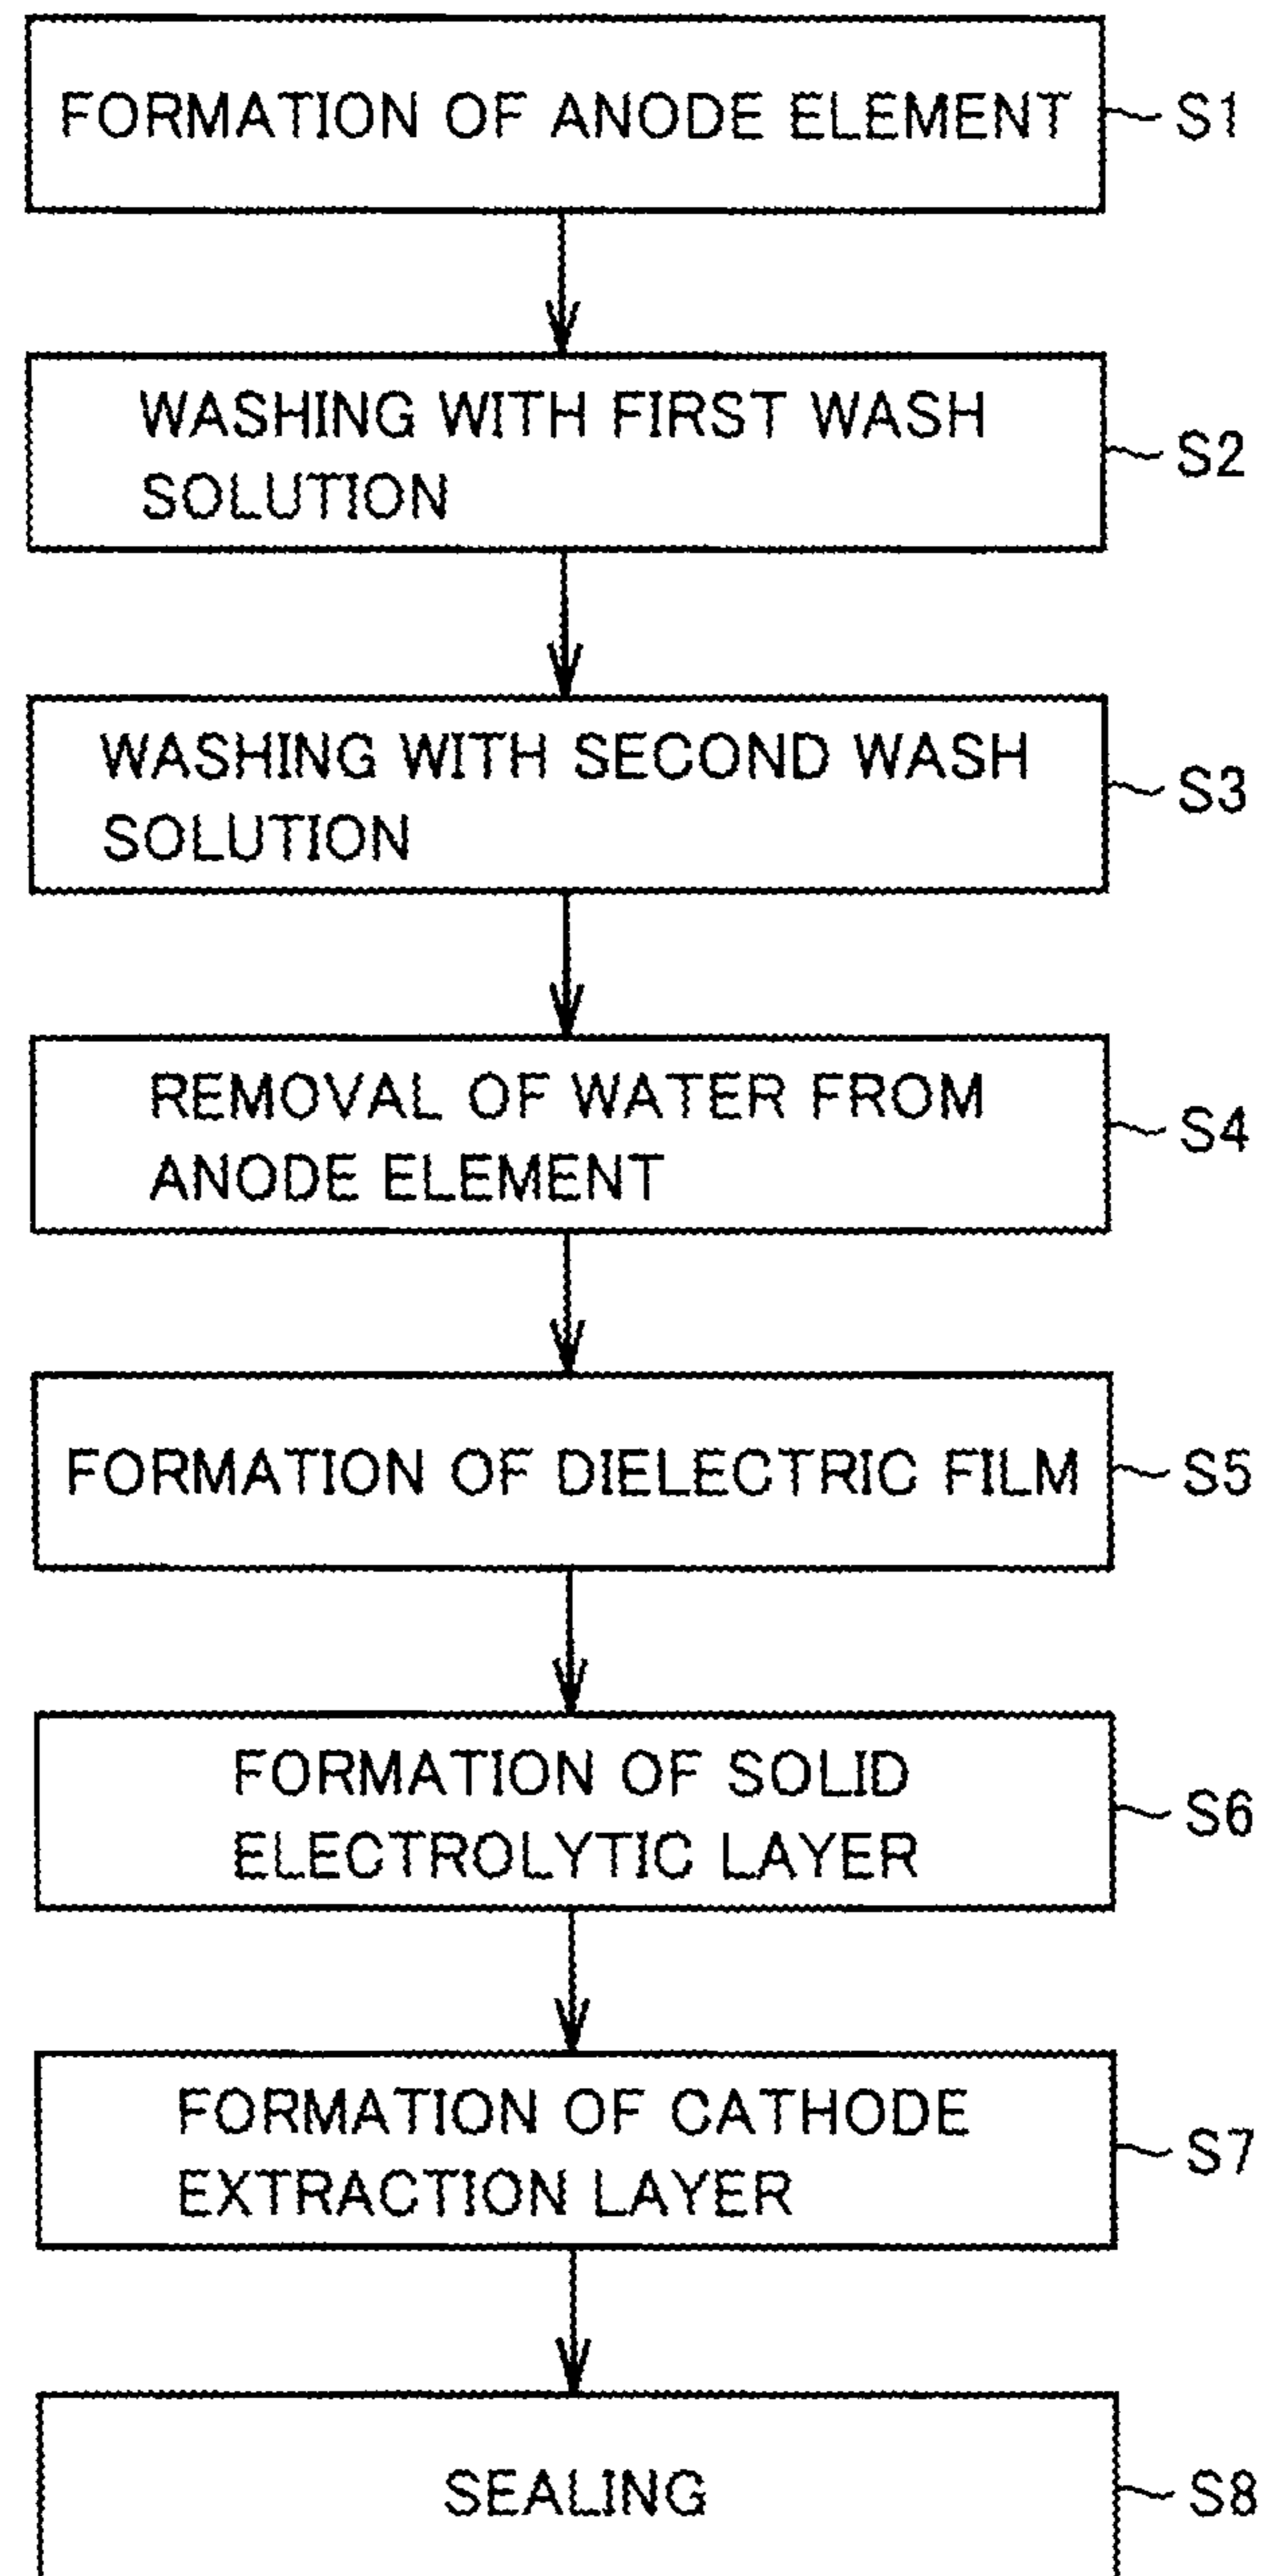 FORMATION OF ANODE ELEMENT S1
WASHING WITH FIRST WASH
SOLUTION
S2
WASHING WITH SECOND WASH
SOLUTION
S3
REMOVAL OF WATER FROM
ANODE ELEMENT
S4
FORMATION OF DIELECTRIC FILM S5
FORMATION OF SOLID
ELECTROLYTIC LAYER
S6
FORMATION OF CATHODE
EXTRACTION LAYER
S7
SEALING S8